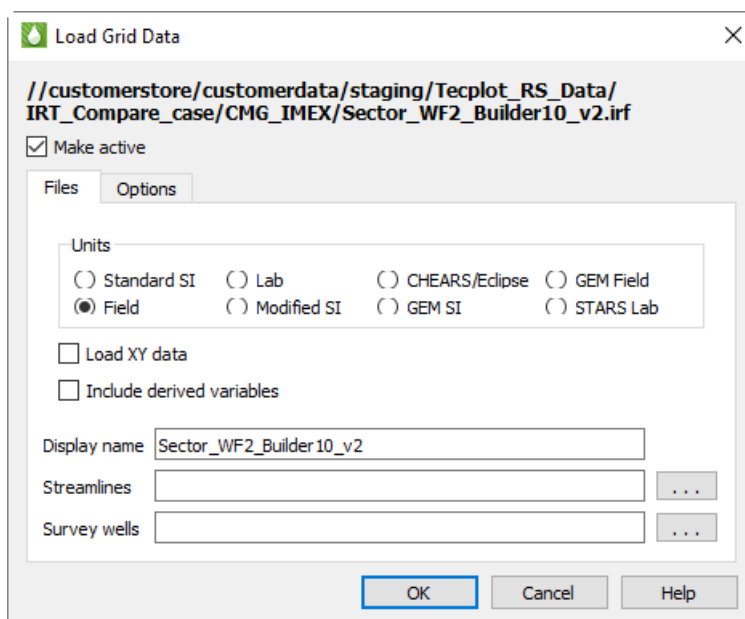 Load Grid Data
//customerstore/customerdata/staging/Tecplot_RS_Data/
IRT_Compare_case/CMG_IMEX/Sector_WF2_Builder10_v2.irf
Make active
Files Options
Units
Standard SI Lab CHEARS/Eclipse GEM Field
Field Modified SI GEM SI STARS Lab
Load XY data
Include derived variables
Display name Sector_WF2_Builder10_v2
Streamlines ...
Survey wells ...
OK Cancel Help